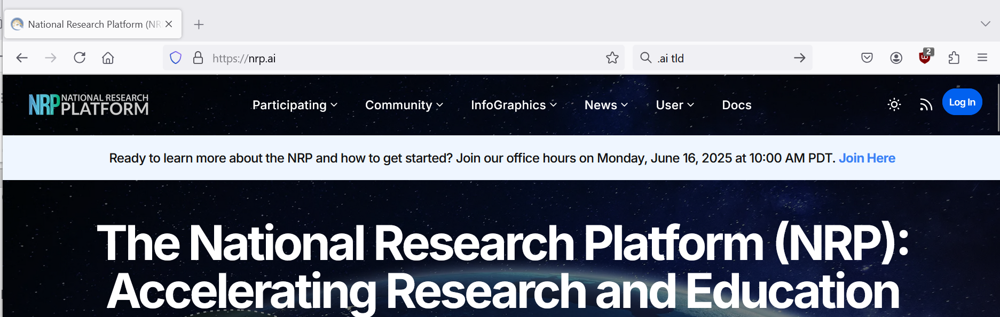 National Research Platform (NR
https://nrp.ai
.ai tld
2
NRP NATIONAL RESEARCH
PLATFORM
Participating
Community
InfoGraphics
News
User
Docs
Log In
Ready to learn more about the NRP and how to get started? Join our office hours on Monday, June 16, 2025 at 10:00 AM PDT. Join Here
The National Research Platform (NRP):
Accelerating Research and Education